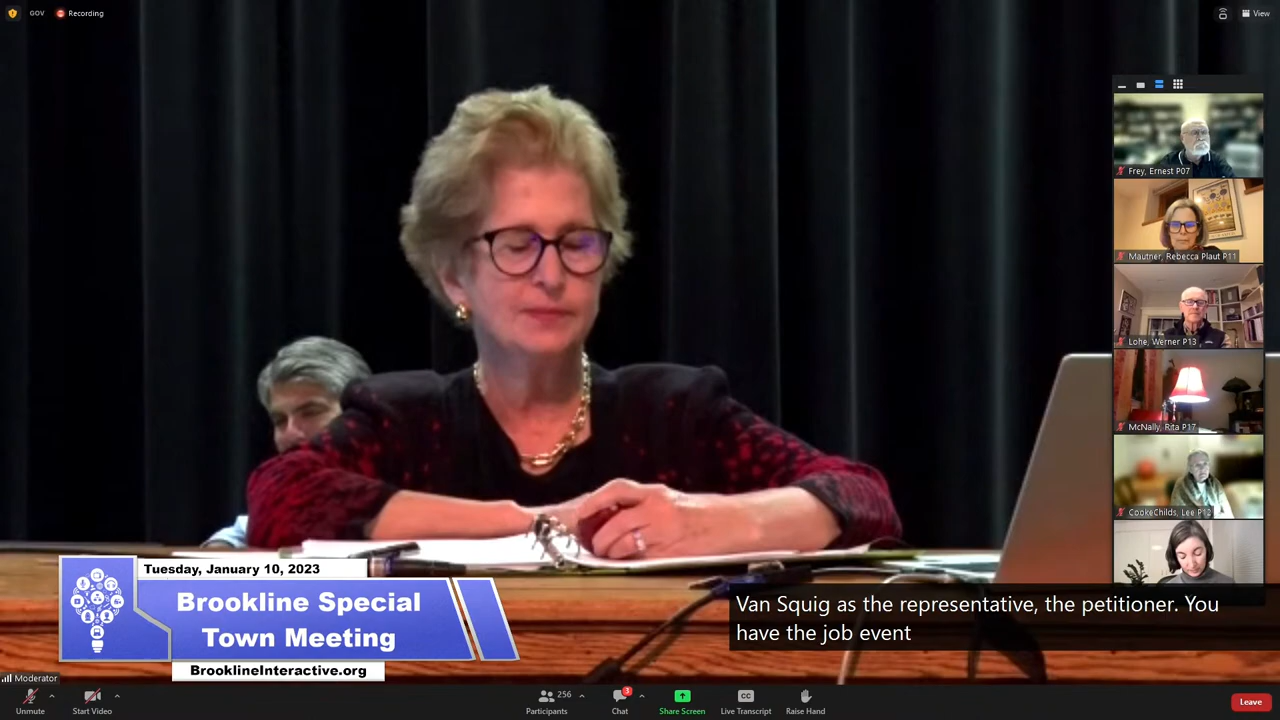 GOV
Recording
View
Frey, Ernest P07
Mautner, Rebecca Plaut P11
Lohe, Werner P13
McNally, Rita P17
CookeChilds, Lee P12
Tuesday, January 10, 2023
Brookline Special
Town Meeting
BrooklineInteractive.org
Van Squig as the representative, the petitioner. You
have the job event
Moderator
Unmute
Start Video
256
Participants
3
Chat
Share Screen
CC
Live Transcript
Raise Hand
Leave